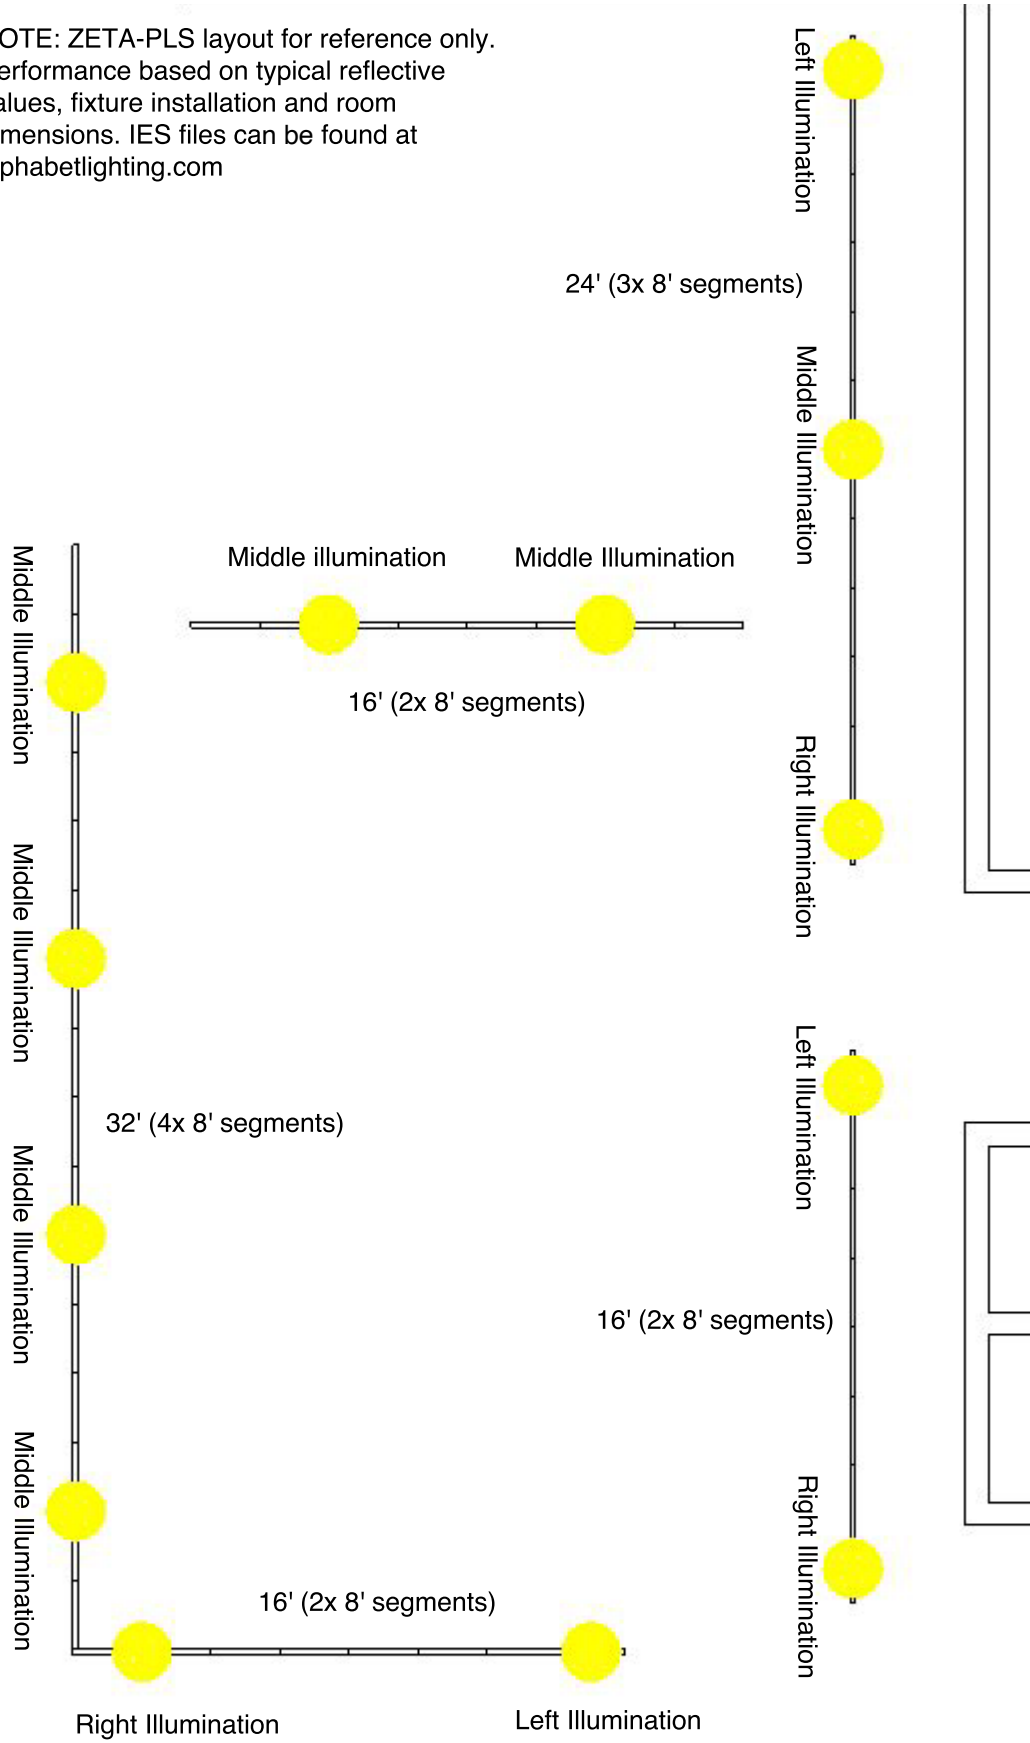 OTE: ZETA-PLS layout for reference only.
erformance based on typical reflective
alues, fixture installation and room
mensions. IES files can be found at
phabetlighting.com
Left Illumination
24' (3x 8' segments)
Middle Illumination
Right Illumination
Middle illumination
Middle Illumination
16' (2x 8' segments)
Middle Illumination
Middle Illumination
32' (4x 8' segments)
Middle Illumination
Middle Illumination
Left Illumination
16' (2x 8' segments)
Right Illumination
16' (2x 8' segments)
Right Illumination
Left Illumination